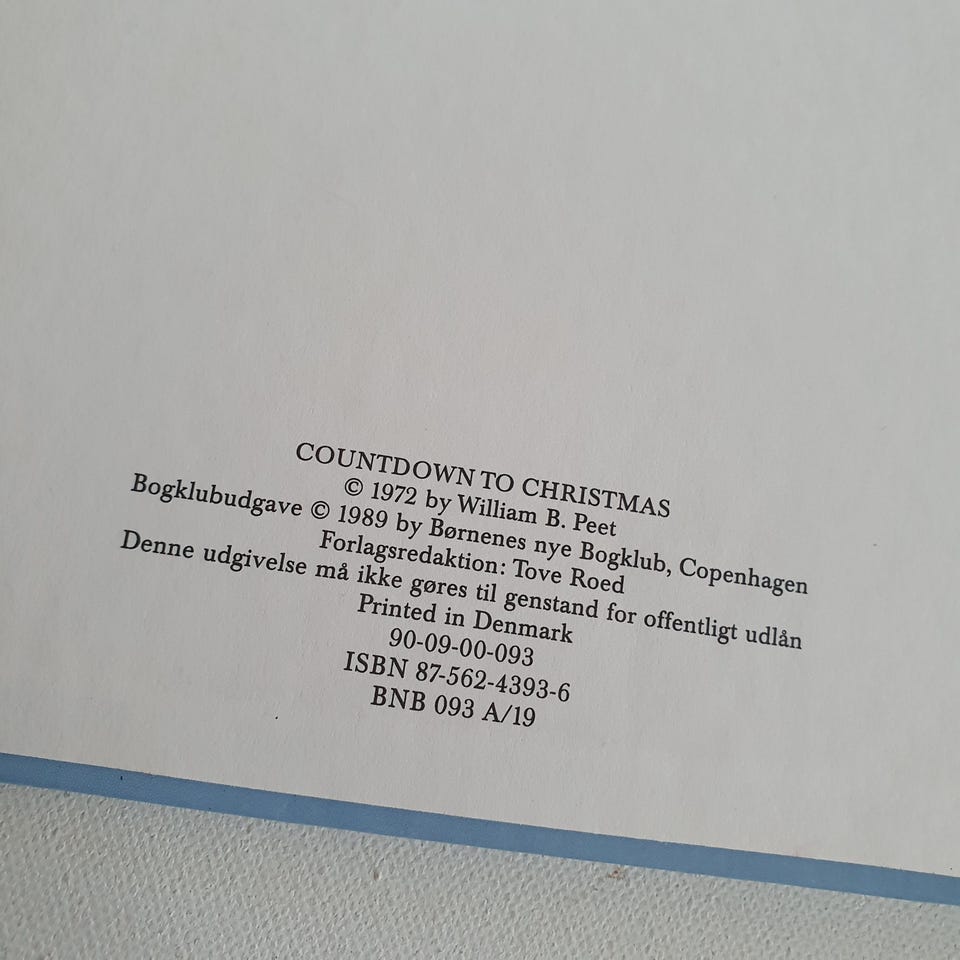 COUNTDOWN TO CHRISTMAS
© 1972 by William B. Peet
Bogklubudgave © 1989 by Børnenes nye Bogklub, Copenhagen
Forlagsredaktion: Tove Roed
Denne udgivelse må ikke gøres til genstand for offentligt udlån
Printed in Denmark
90-09-00-093
ISBN 87-562-4393-6
BNB 093 A/19